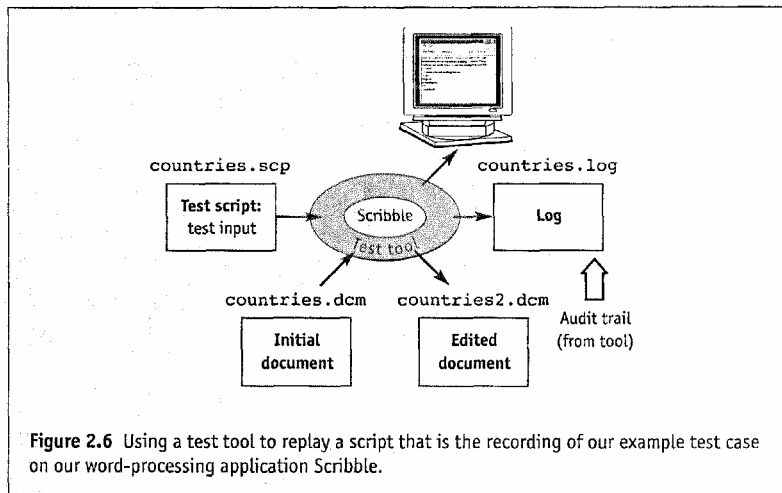 countries.scp
countries.log
Test script:
test input
Scribble
Test tool
Log
countries.dcm
countries2.dcm
Initial
document
Edited
document
Audit trail
(from tool)
Figure 2.6 Using a test tool to replay a script that is the recording of our example test case
on our word-processing application Scribble.